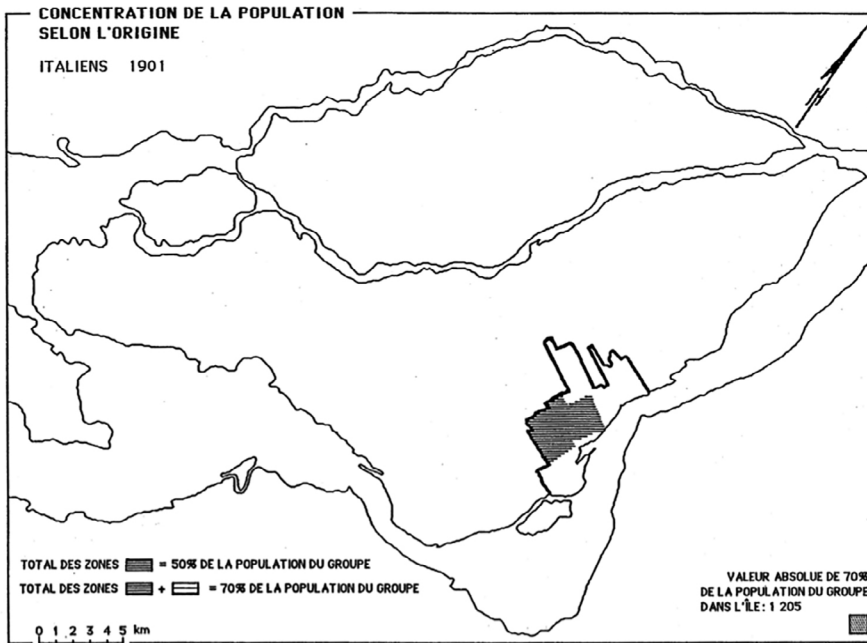 CONCENTRATION DE LA POPULATION
SELON L'ORIGINE
ITALIENS 1901
TOTAL DES ZONES = 50% DE LA POPULATION DU GROUPE
TOTAL DES ZONES + = 70% DE LA POPULATION DU GROUPE
0 1 2 3 4 5 km
VALEUR ABSOLUE DE 70%
DE LA POPULATION DU GROUPE
DANS L'ÎLE: 1 205